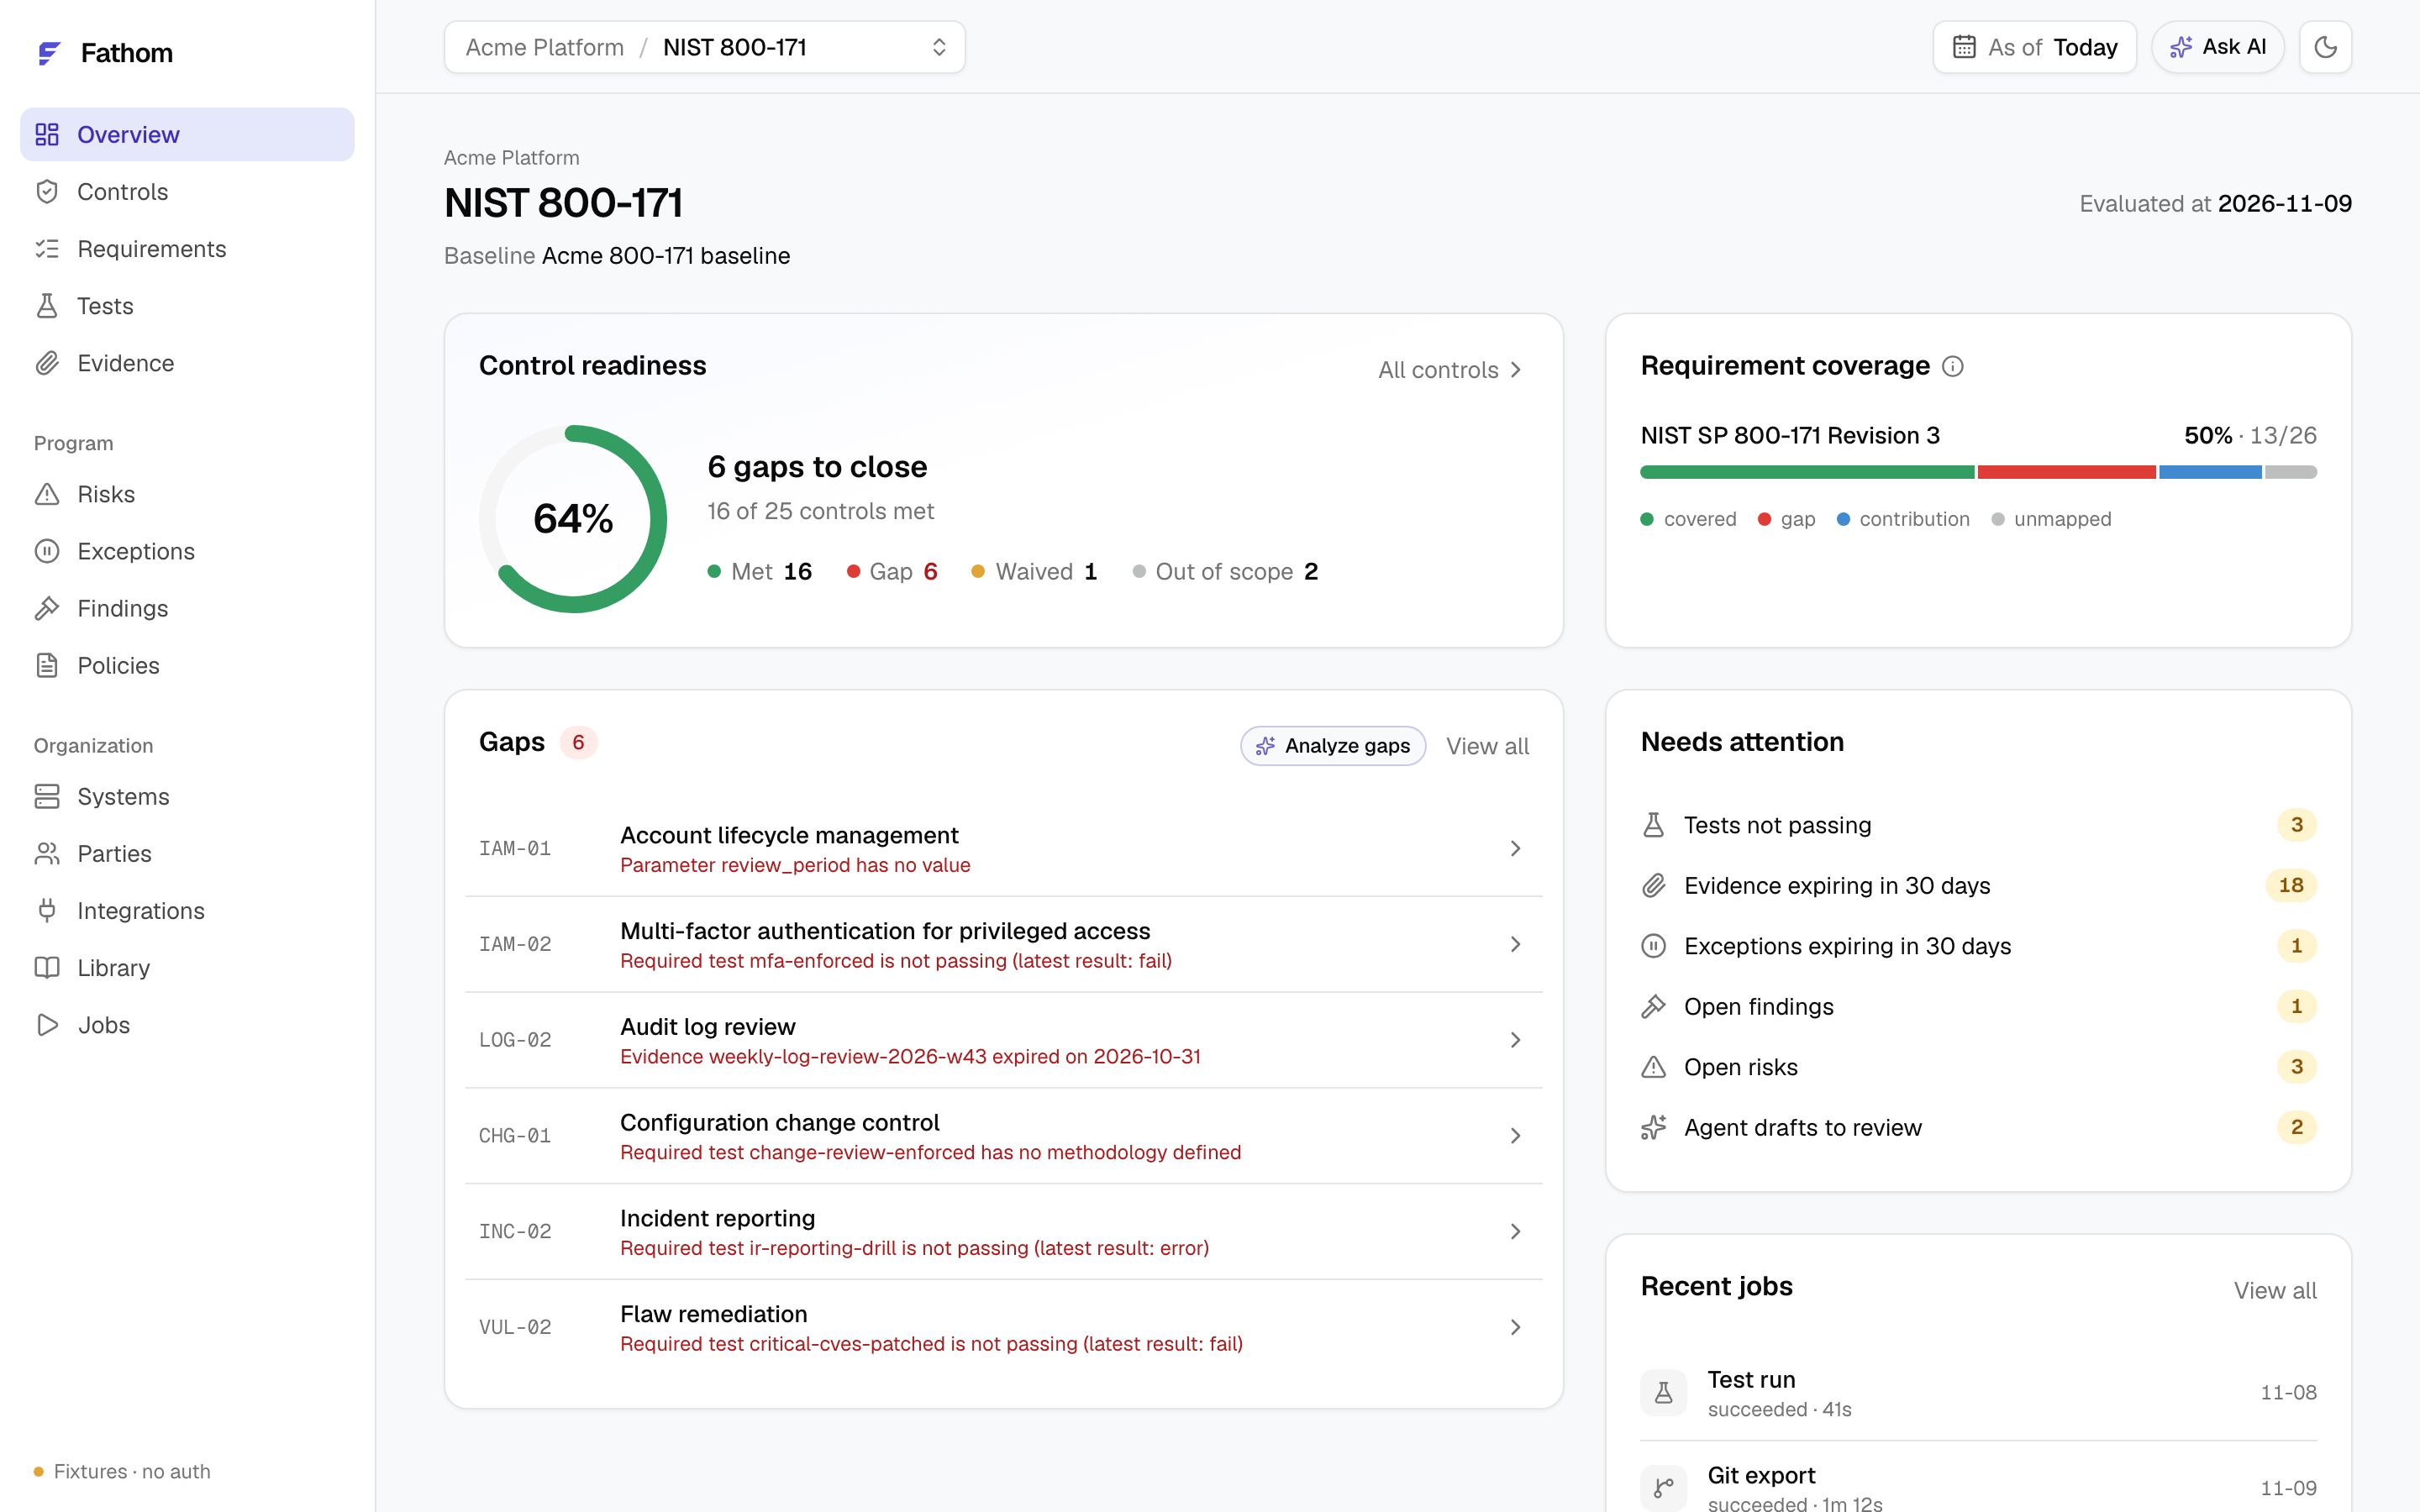 Fathom
Overview
Controls
Requirements
Tests
Evidence
Program
Risks
Exceptions
Findings
Policies
Organization
Systems
Parties
Integrations
Library
Jobs
Fixtures · no auth
Acme Platform / NIST 800-171
As of Today
Ask AI
Acme Platform
NIST 800-171
Baseline Acme 800-171 baseline
Evaluated at 2026-11-09
Control readiness
All controls
64%
6 gaps to close
16 of 25 controls met
Met 16 Gap 6 Waived 1 Out of scope 2
Requirement coverage
NIST SP 800-171 Revision 3 50% · 13/26
covered gap contribution unmapped
Gaps 6
Analyze gaps
View all
IAM-01
Account lifecycle management
Parameter review_period has no value
IAM-02
Multi-factor authentication for privileged access
Required test mfa-enforced is not passing (latest result: fail)
LOG-02
Audit log review
Evidence weekly-log-review-2026-w43 expired on 2026-10-31
CHG-01
Configuration change control
Required test change-review-enforced has no methodology defined
INC-02
Incident reporting
Required test ir-reporting-drill is not passing (latest result: error)
VUL-02
Flaw remediation
Required test critical-cves-patched is not passing (latest result: fail)
Needs attention
Tests not passing 3
Evidence expiring in 30 days 18
Exceptions expiring in 30 days 1
Open findings 1
Open risks 3
Agent drafts to review 2
Recent jobs
View all
Test run
succeeded · 41s
11-08
Git export
succeeded · 1m 12s
11-09